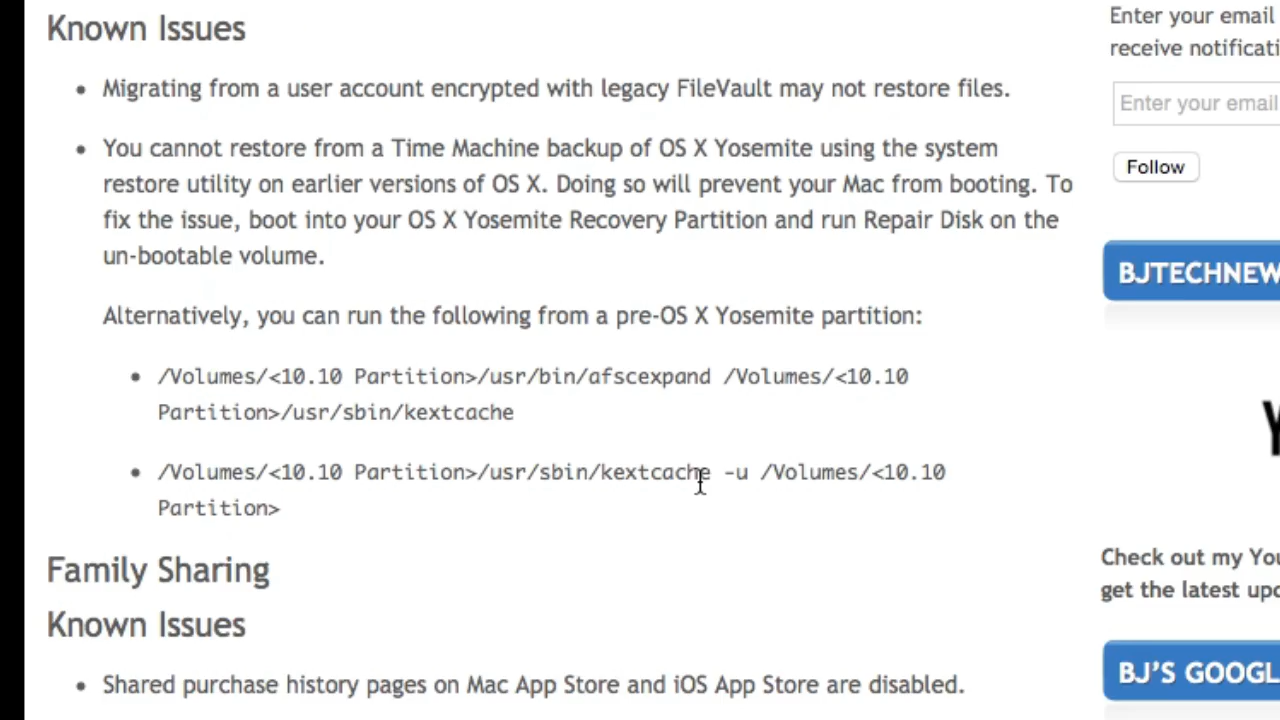 Known Issues
Migrating from a user account encrypted with legacy FileVault may not restore files.
You cannot restore from a Time Machine backup of OS X Yosemite using the system
restore utility on earlier versions of OS X. Doing so will prevent your Mac from booting. To
fix the issue, boot into your OS X Yosemite Recovery Partition and run Repair Disk on the
un-bootable volume.
Alternatively, you can run the following from a pre-OS X Yosemite partition:
/Volumes/<10.10 Partition>/usr/bin/afscexpand /Volumes/<10.10
Partition>/usr/sbin/kextcache
/Volumes/<10.10 Partition>/usr/sbin/kextcache -u /Volumes/<10.10
Partition>
Family Sharing
Known Issues
Shared purchase history pages on Mac App Store and iOS App Store are disabled.
Enter your email
receive
Enter your email
Follow
BJTECHNEW
Y
Check out my
get the latest
BJ'S